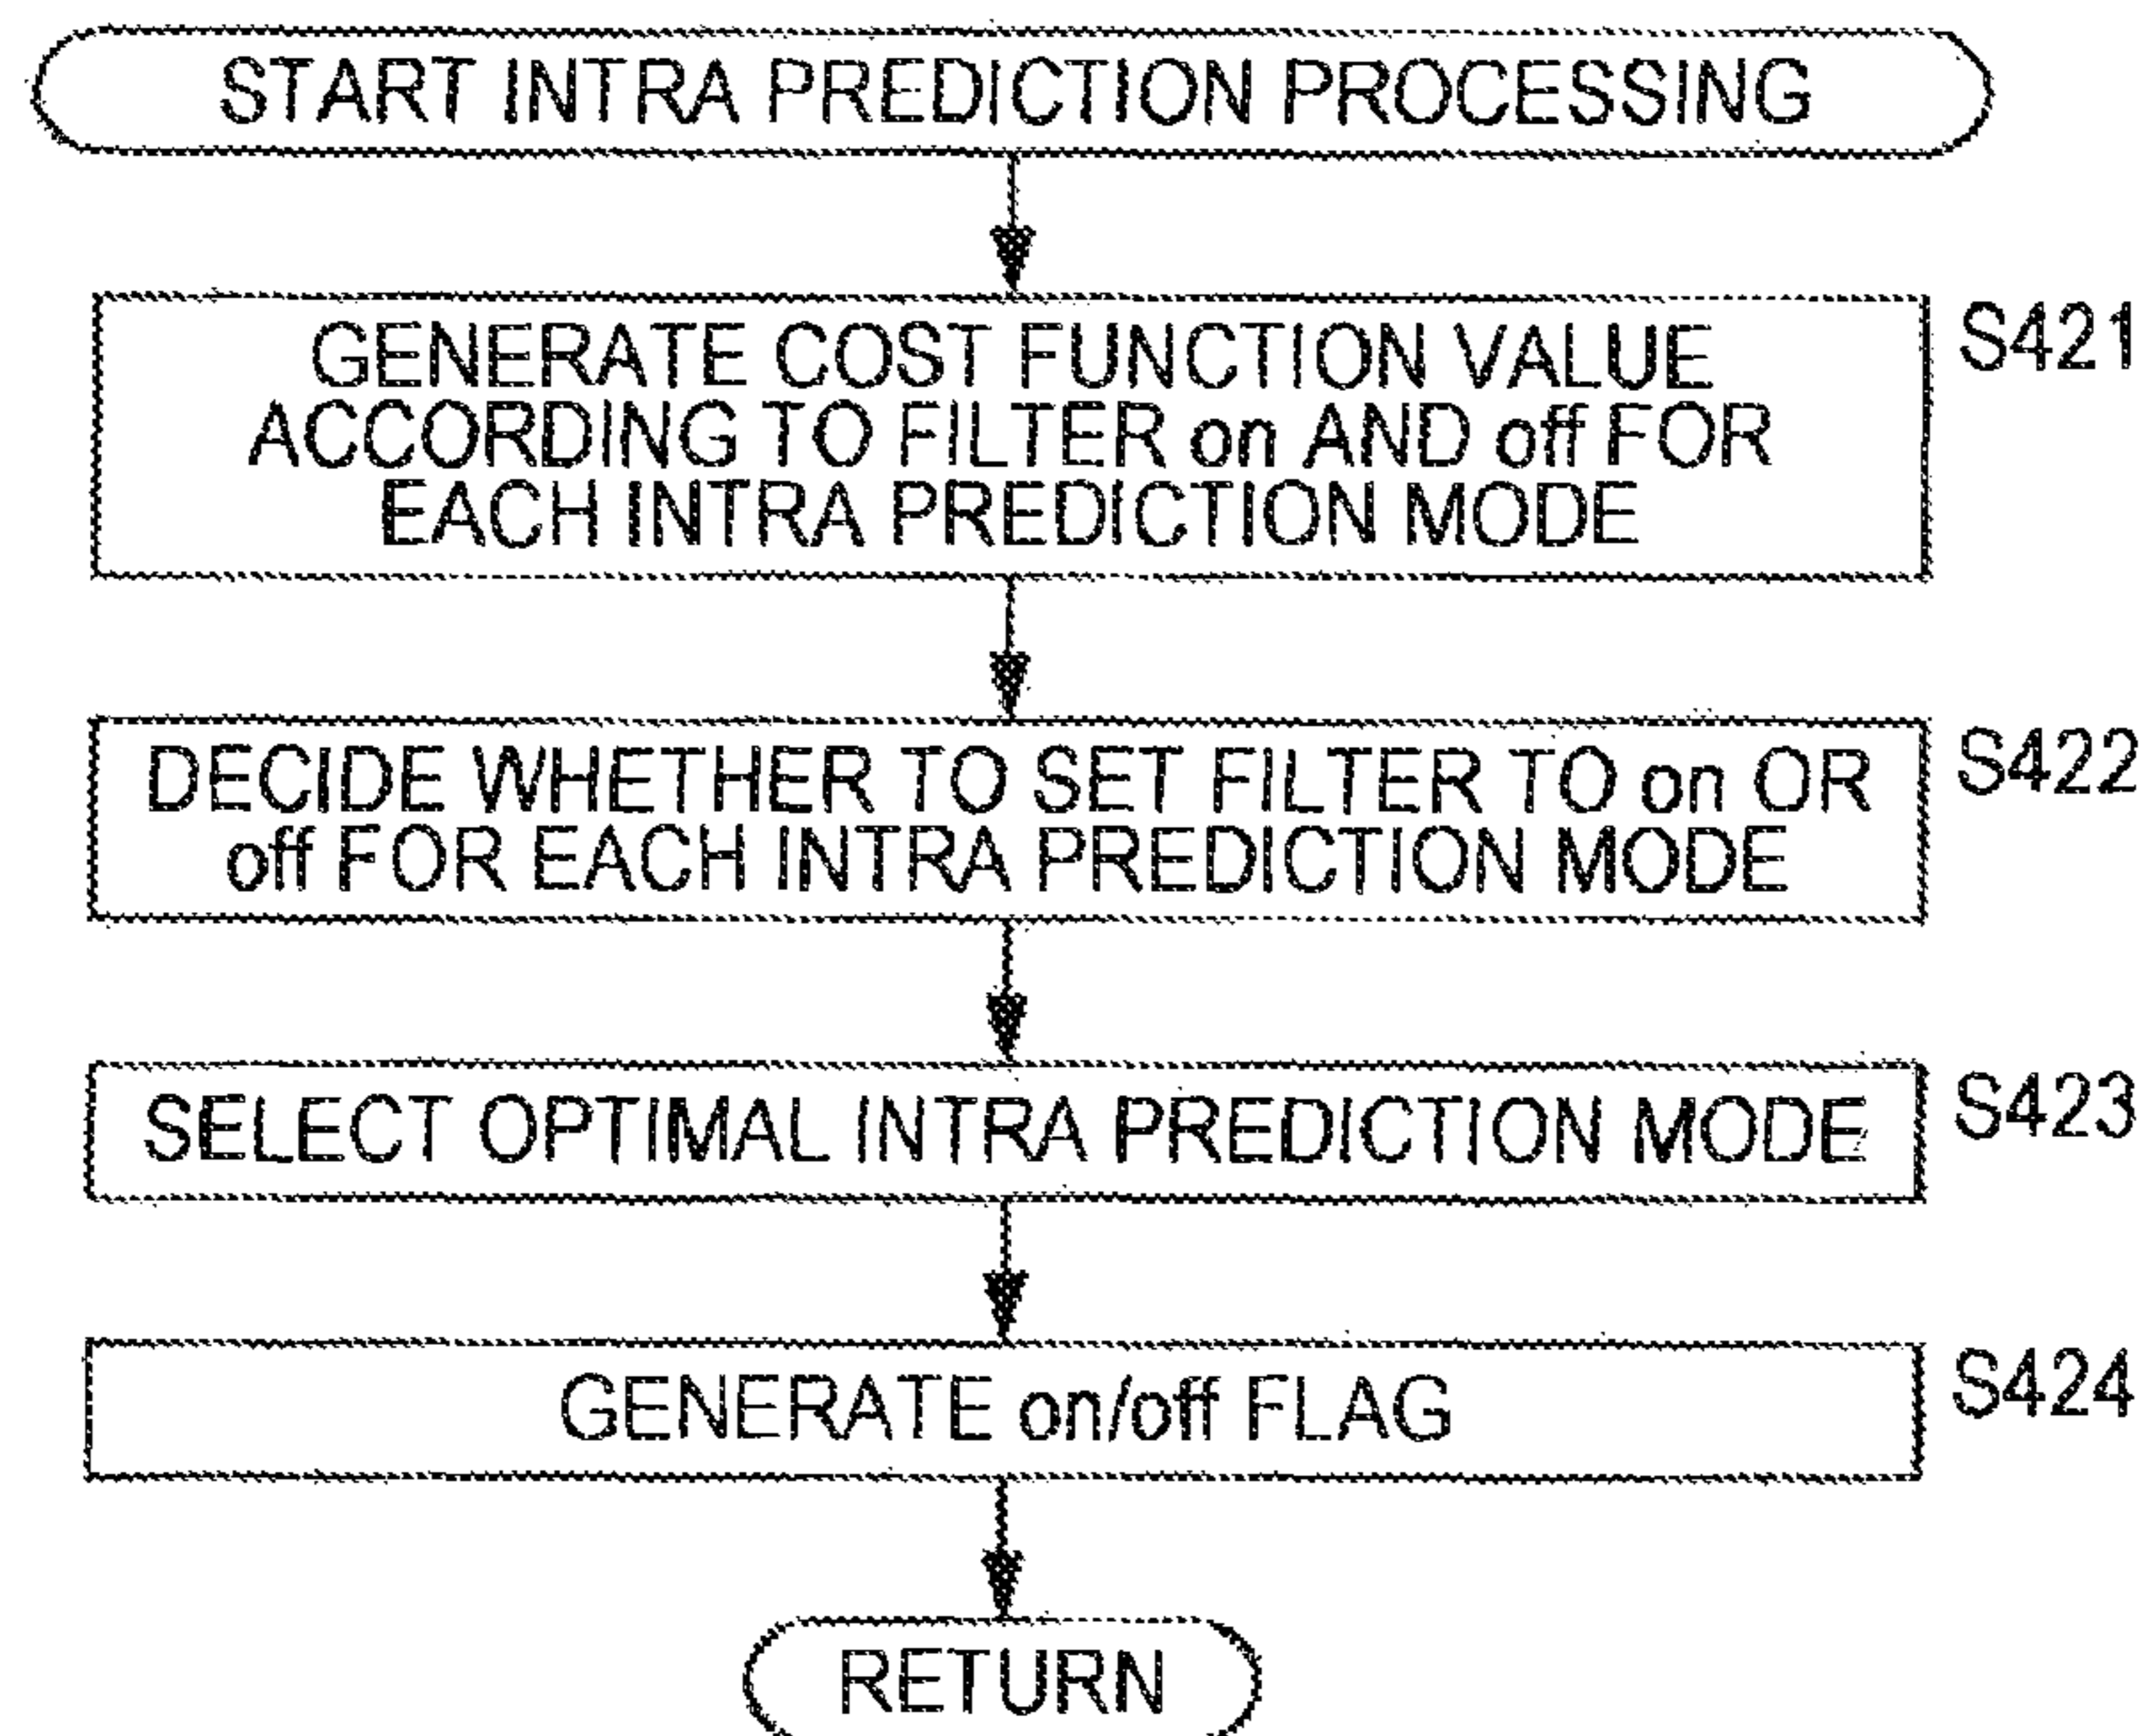 START INTRA PREDICTION PROCESSING
GENERATE COST FUNCTION VALUE
ACCORDING TO FILTER on AND off FOR
EACH INTRA PREDICTION MODE
S421
DECIDE WHETHER TO SET FILTER TO on OR
off FOR EACH INTRA PREDICTION MODE
S422
SELECT OPTIMAL INTRA PREDICTION MODE
S423
GENERATE on/off FLAG
S424
RETURN